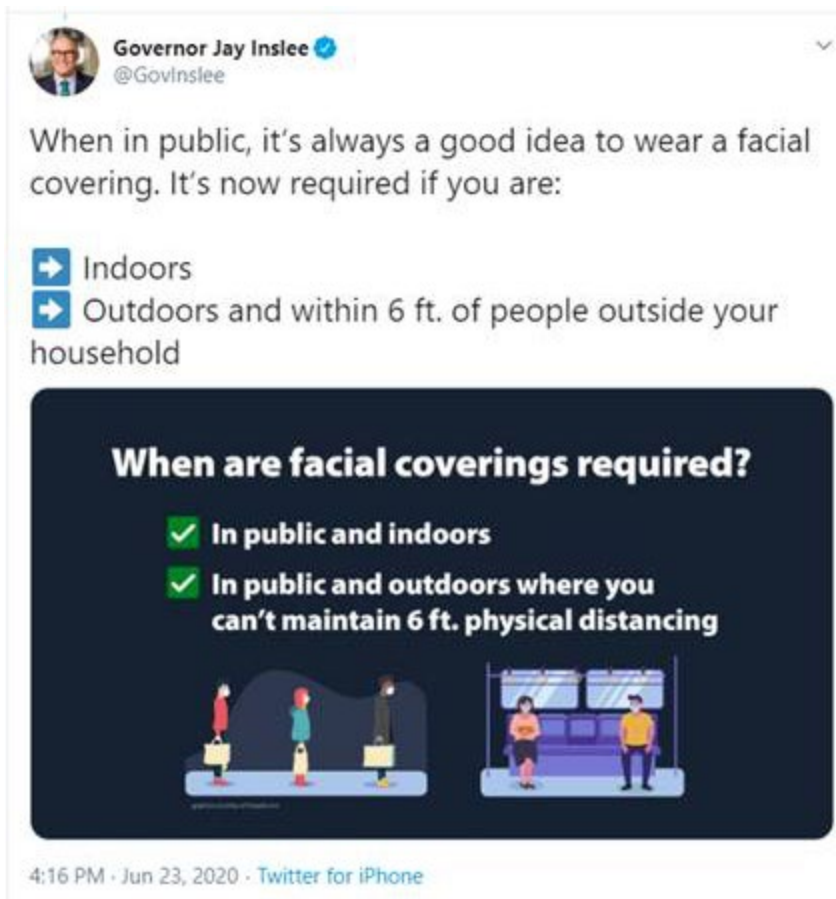 Governor Jay Inslee
@GovInslee
When in public, it's always a good idea to wear a facial
covering. It's now required if you are:
➡ Indoors
➡ Outdoors and within 6 ft. of people outside your
household
When are facial coverings required?
✅ In public and indoors
✅ In public and outdoors where you
can't maintain 6 ft. physical distancing
4:16 PM · Jun 23, 2020 · Twitter for iPhone